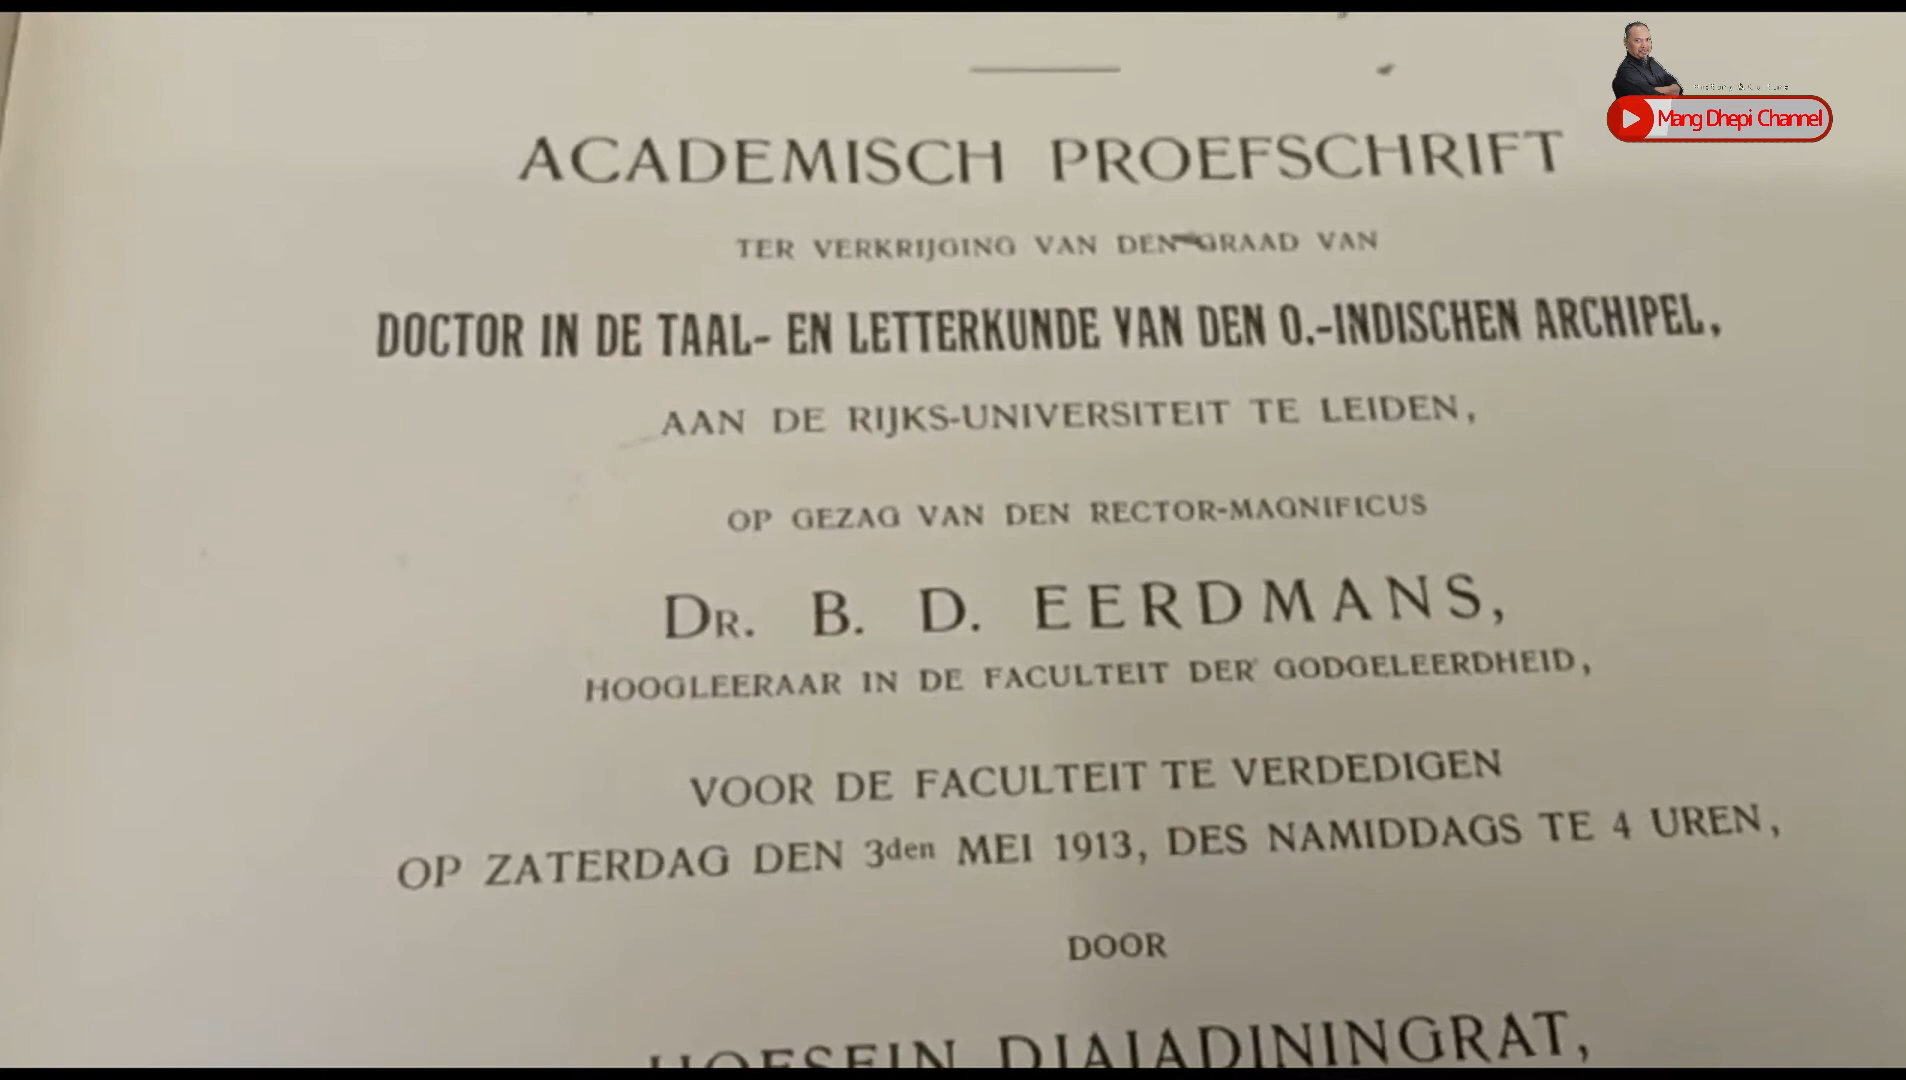 History & Culture
Mang Dhepi Channel
ACADEMISCH PROEFSCHRIFT
TER VERKRIJGING VAN DEN GRAAD VAN
DOCTOR IN DE TAAL- EN LETTERKUNDE VAN DEN O.-INDISCHEN ARCHIPEL,
AAN DE RIJKS-UNIVERSITEIT TE LEIDEN,
OP GEZAG VAN DEN RECTOR-MAGNIFICUS
DR. B. D. EERDMANS,
HOOGLEERAAR IN DE FACULTEIT DER GODGELEERDHEID,
VOOR DE FACULTEIT TE VERDEDIGEN
OP ZATERDAG DEN 3den MEI 1913, DES NAMIDDAGS TE 4 UREN,
DOOR
HOESEIN DJAJADININGRAT,